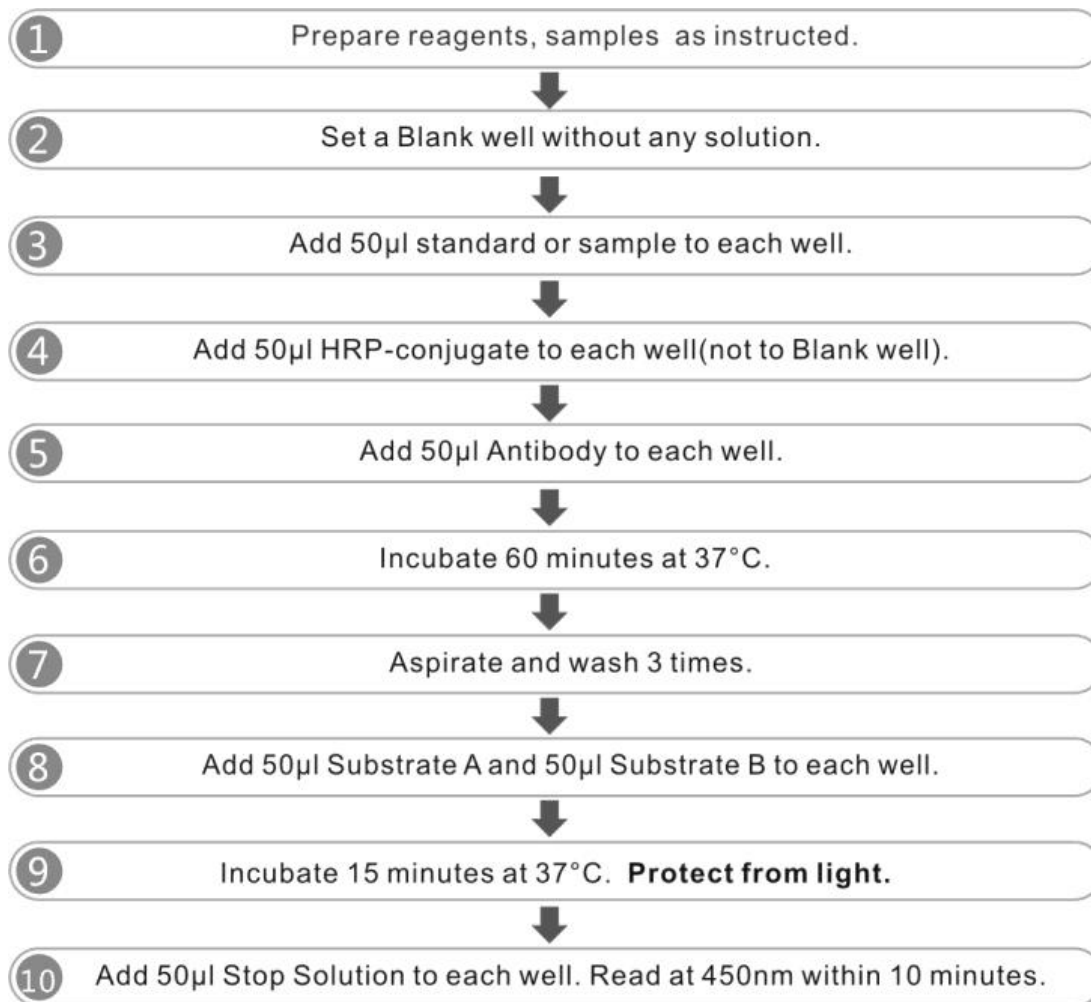 1 Prepare reagents, samples as instructed.
2 Set a Blank well without any solution.
3 Add 50µl standard or sample to each well.
4 Add 50µl HRP-conjugate to each well(not to Blank well).
5 Add 50µl Antibody to each well.
6 Incubate 60 minutes at 37°C.
7 Aspirate and wash 3 times.
8 Add 50µl Substrate A and 50µl Substrate B to each well.
9 Incubate 15 minutes at 37°C. Protect from light.
10 Add 50µl Stop Solution to each well. Read at 450nm within 10 minutes.